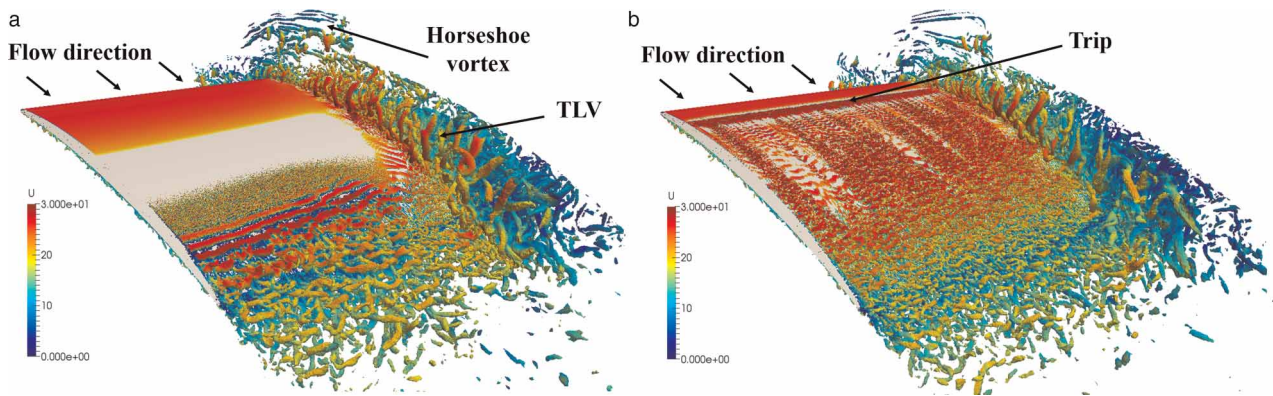 a
Flow direction
Horseshoe
vortex
TLV
U
3.000e+01
20
10
0.000e+00
b
Flow direction
Trip
U
3.000e+01
20
10
0.000e+00